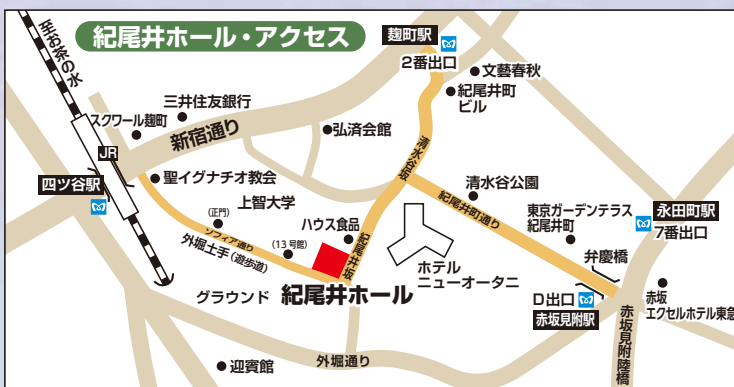 紀尾井ホール・アクセス
至お茶の水
麹町駅
2番出口
文藝春秋
紀尾井町
ビル
三井住友銀行
スクワール麹町
新宿通り
弘済会館
清水谷坂
JR
四ツ谷駅
聖イグナチオ教会
上智大学
(正門)
ソフィア通り
(13号館)
外堀土手(遊歩道)
ハウス食品
紀尾井坂
清水谷公園
紀尾井町通り
東京ガーデンテラス
紀尾井町
永田町駅
7番出口
弁慶橋
ホテル
ニューオータニ
グラウンド
紀尾井ホール
D出口
赤坂見附駅
赤坂
エクセルホテル東急
赤坂見附陸橋
迎賓館
外堀通り